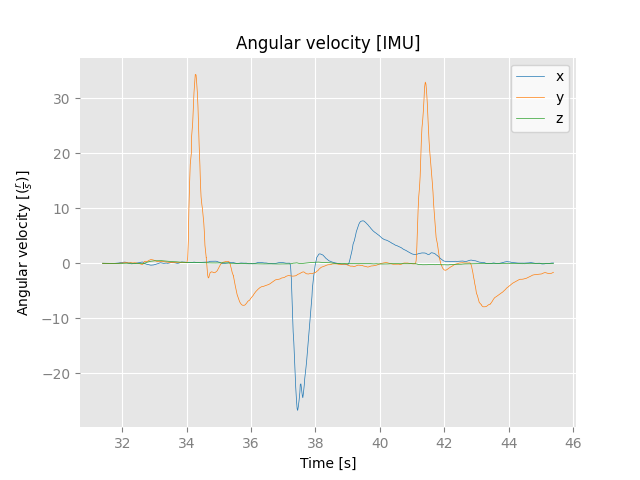 Angular velocity [IMU]
x
y
z
30
20
10
0
−10
−20
Angular velocity [(r/s)]
32
34
36
38
40
42
44
46
Time [s]